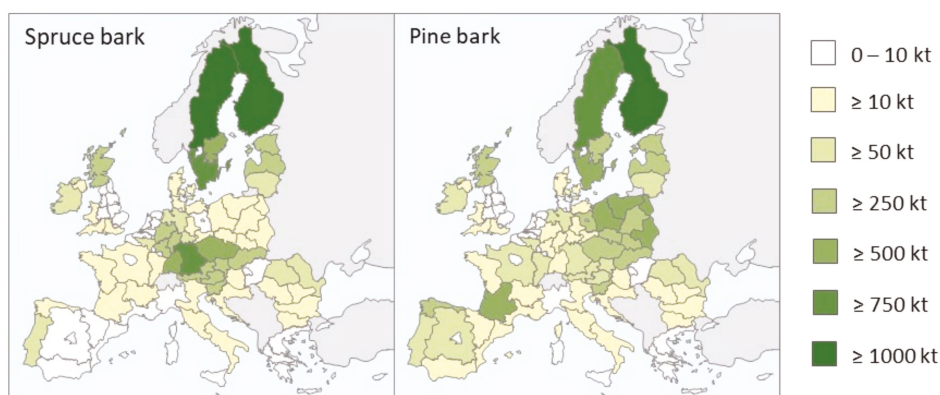 Spruce bark
Pine bark
0 – 10 kt
≥ 10 kt
≥ 50 kt
≥ 250 kt
≥ 500 kt
≥ 750 kt
≥ 1000 kt